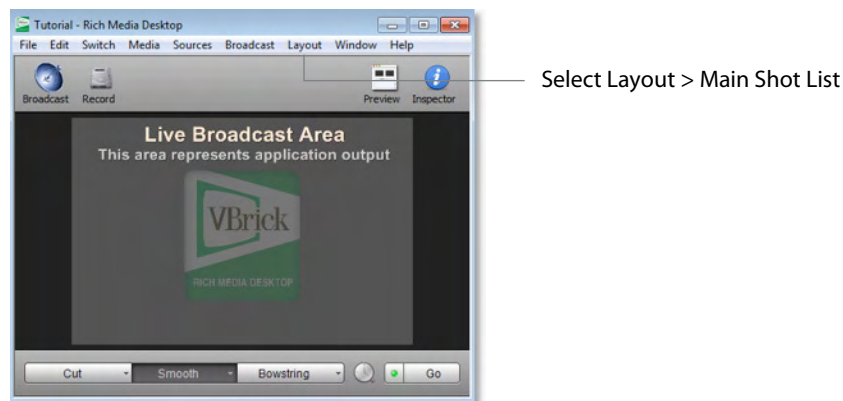 Tutorial - Rich Media Desktop
File Edit Switch Media Sources Broadcast Layout Window Help
Select Layout > Main Shot List
Broadcast Record Preview Inspector
Live Broadcast Area
This area represents application output
VBrick
RICH MEDIA DESKTOP
Cut Smooth Bowstring Go